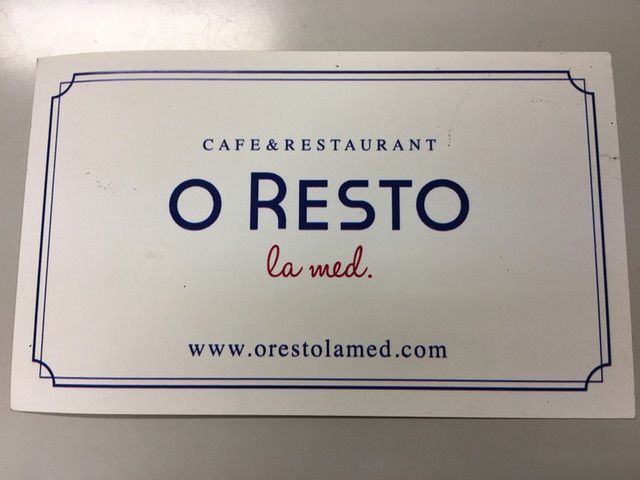 CAFE&RESTAURANT
O RESTO
la med.
www.orestolamed.com